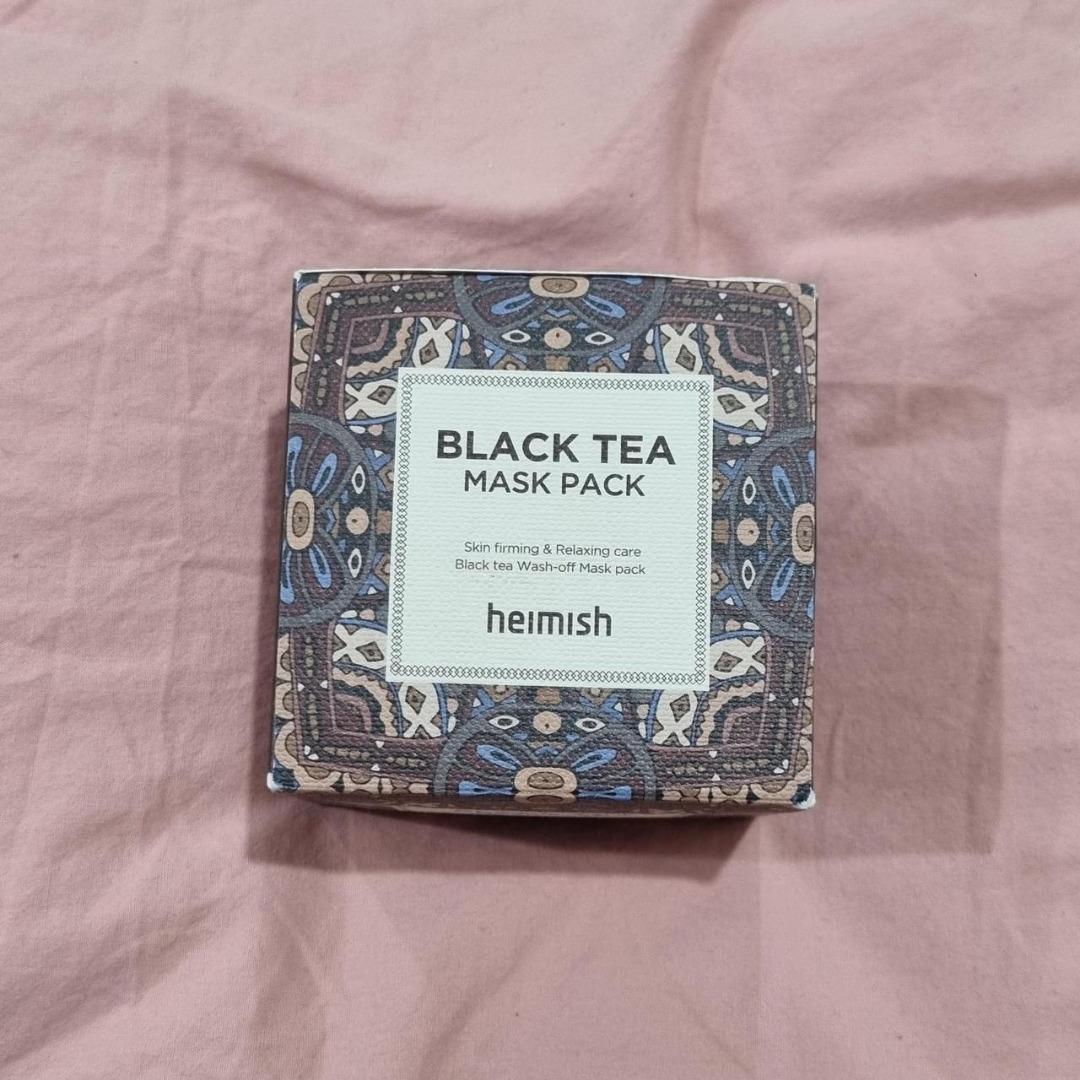 BLACK TEA
MASK PACK
Skin firming & Relaxing care
Black tea Wash-off Mask pack
heimish